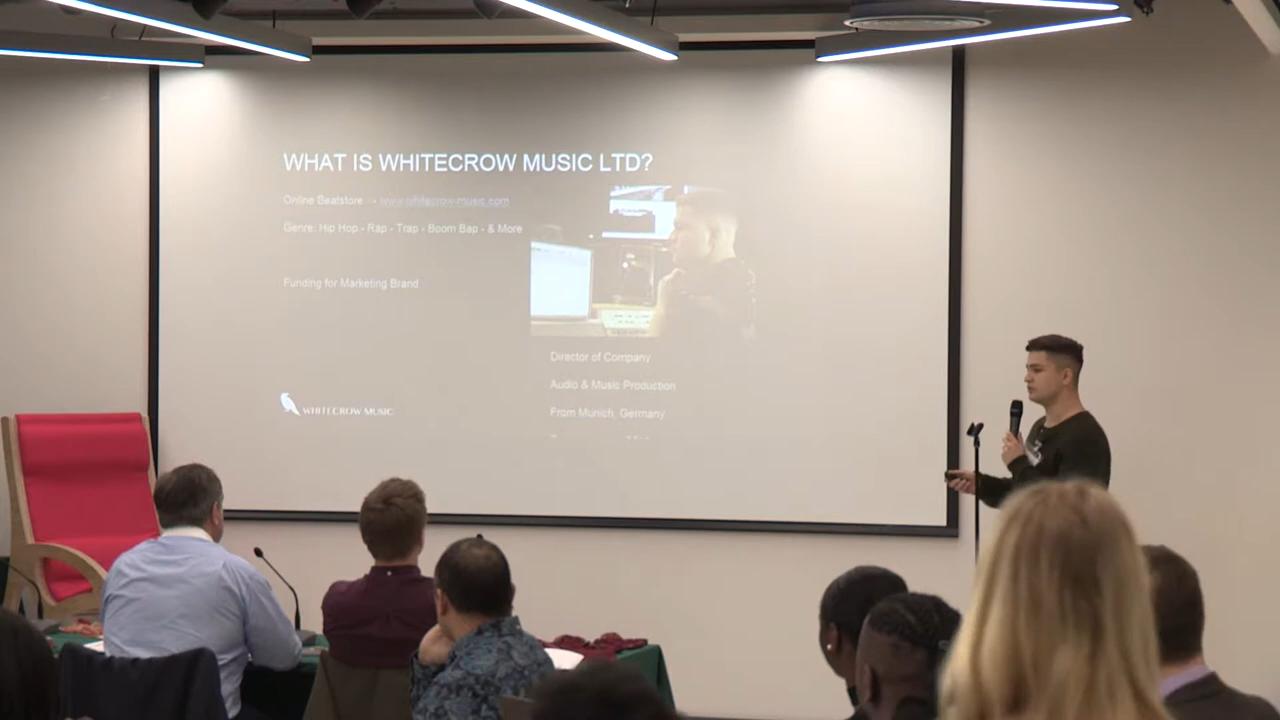 WHAT IS WHITECROW MUSIC LTD?
Online Beatstore - www.whitecrow-music.com
Genre: Hip Hop - Rap - Trap - Boom Bap - & More
Funding for Marketing Brand
Director of Company
Audio & Music Production
From Munich, Germany
WHITECROW MUSIC